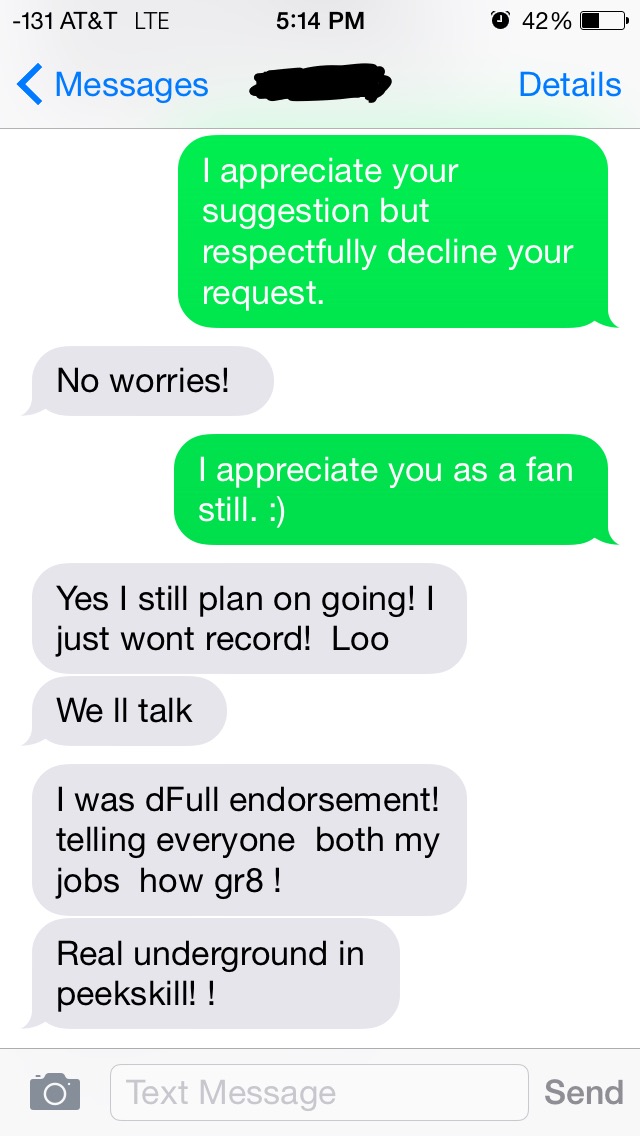 -131 AT&T LTE 5:14 PM 42%
Messages Details
I appreciate your
suggestion but
respectfully decline your
request.
No worries!
I appreciate you as a fan
still. :)
Yes I still plan on going! I
just wont record!  Loo
We ll talk
I was dFull endorsement!
telling everyone  both my
jobs  how gr8 !
Real underground in
peekskill! !
Text Message Send